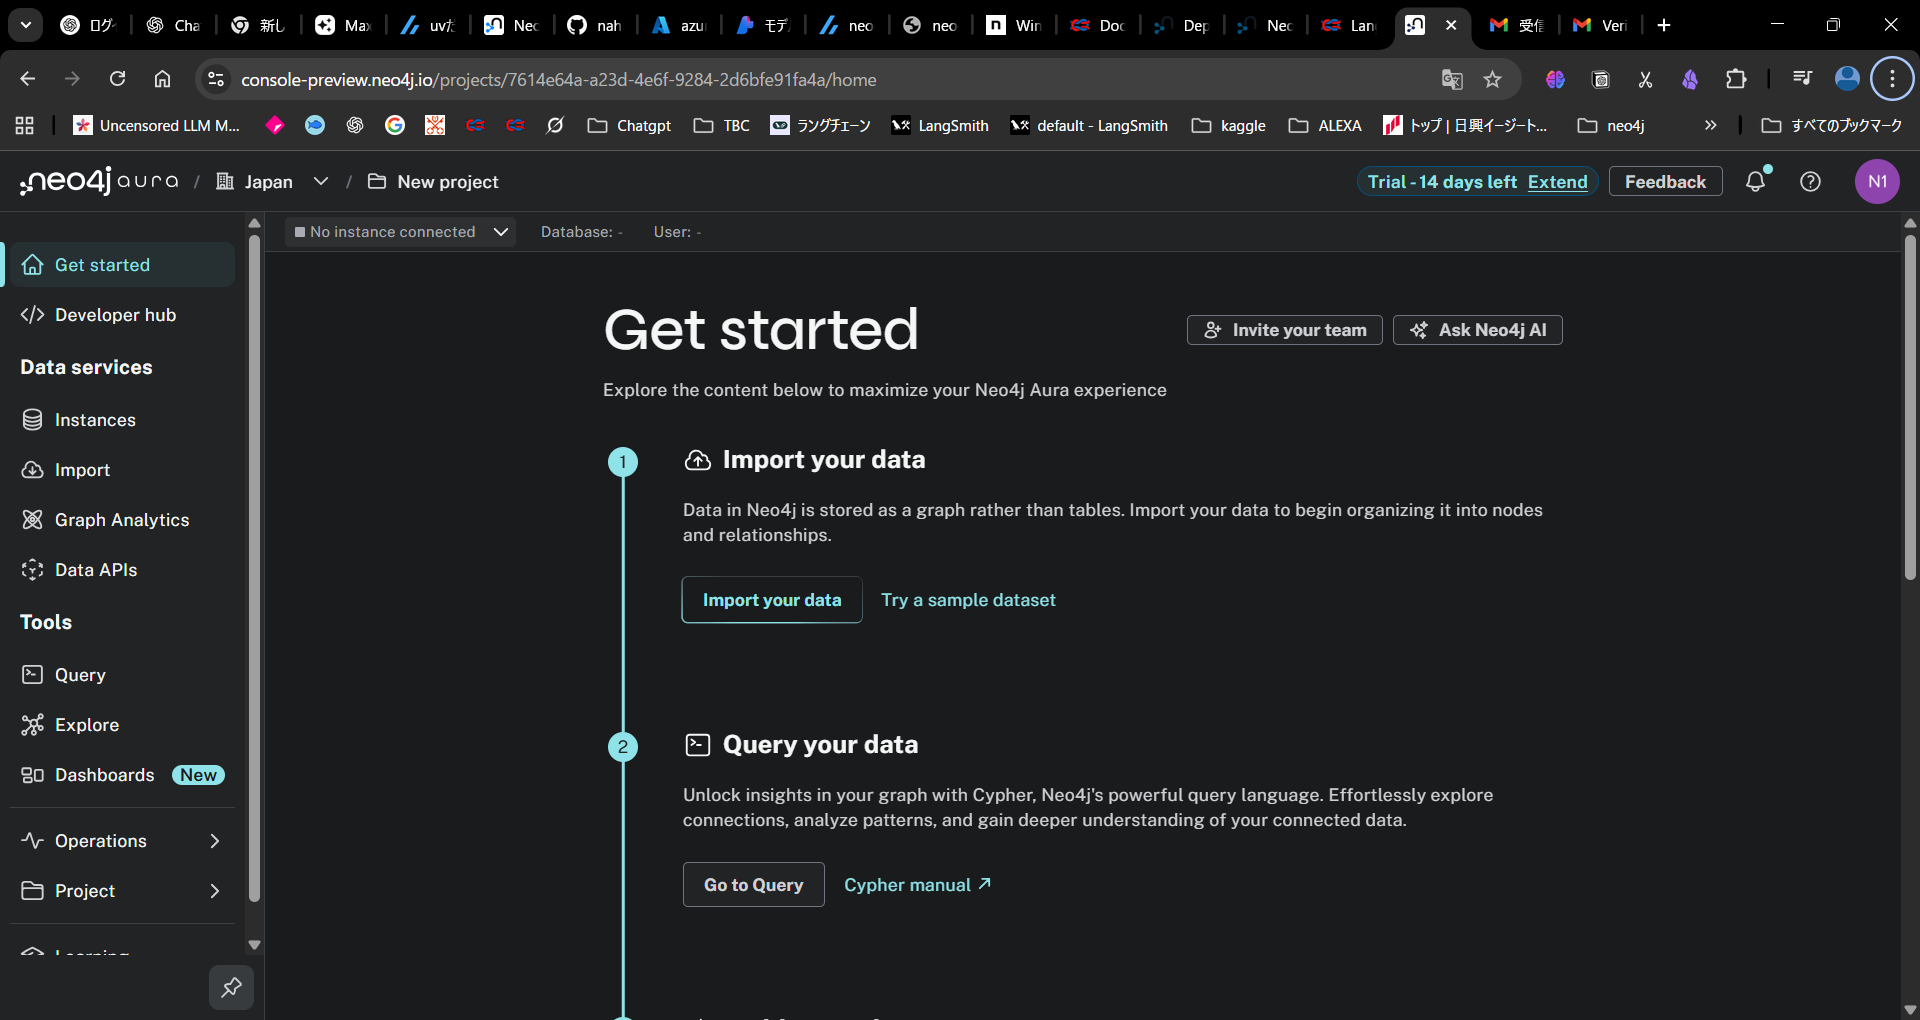 ログ
Cha
新し
Max
uvだ
Nec
nah
azu
モデ
neo
neo
Win
Doc
Dep
Nec
Lan
受信
Veri
console-preview.neo4j.io/projects/7614e64a-a23d-4e6f-9284-2d6bfe91fa4a/home
Uncensored LLM M...
Chatgpt
TBC
ラングチェーン
LangSmith
default - LangSmith
kaggle
ALEXA
トップ | 日興イージート...
neo4j
すべてのブックマーク
neo4j aura / Japan / New project
Trial - 14 days left Extend
Feedback
N1
No instance connected
Database: -
User: -
Get started
Developer hub
Data services
Instances
Import
Graph Analytics
Data APIs
Tools
Query
Explore
Dashboards New
Operations
Project
Learning
Get started
Invite your team
Ask Neo4j AI
Explore the content below to maximize your Neo4j Aura experience
1
Import your data
Data in Neo4j is stored as a graph rather than tables. Import your data to begin organizing it into nodes
and relationships.
Import your data
Try a sample dataset
2
Query your data
Unlock insights in your graph with Cypher, Neo4j's powerful query language. Effortlessly explore
connections, analyze patterns, and gain deeper understanding of your connected data.
Go to Query
Cypher manual